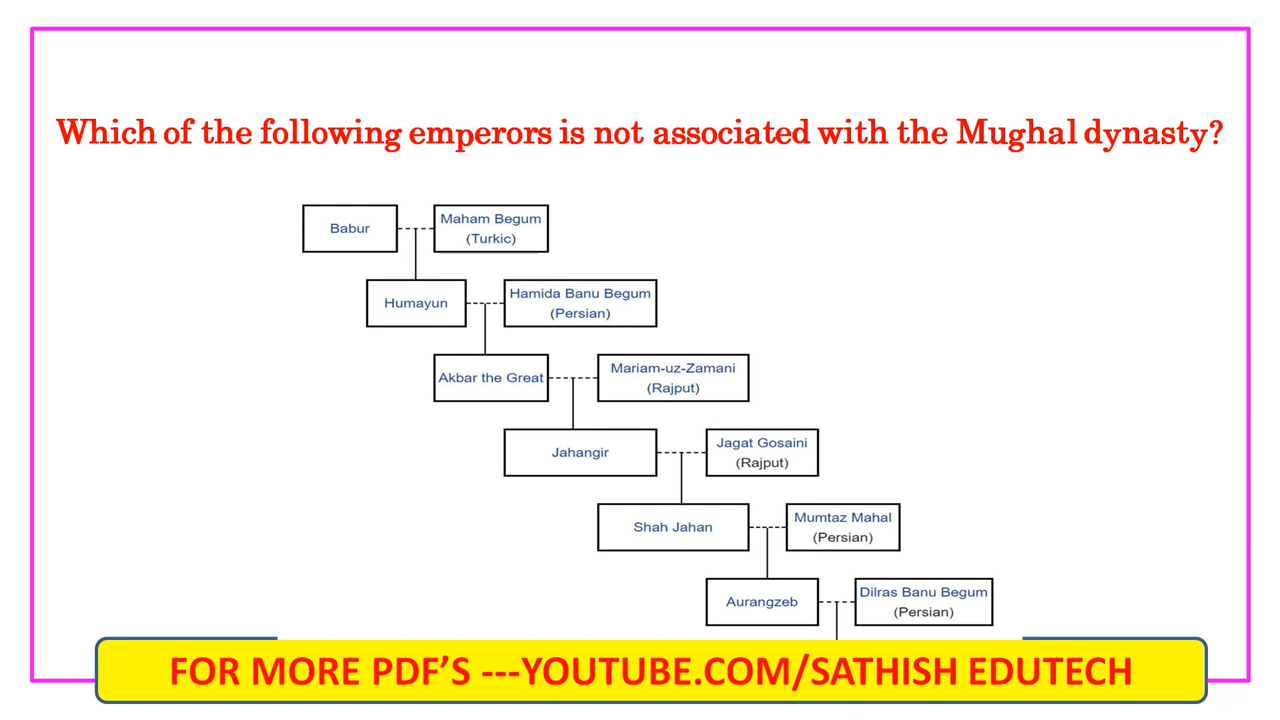 Which of the following emperors is not associated with the Mughal dynasty?
Babur
Maham Begum
(Turkic)
Humayun
Hamida Banu Begum
(Persian)
Akbar the Great
Mariam-uz-Zamani
(Rajput)
Jahangir
Jagat Gosaini
(Rajput)
Shah Jahan
Mumtaz Mahal
(Persian)
Aurangzeb
Dilras Banu Begum
(Persian)
FOR MORE PDF’S ---YOUTUBE.COM/SATHISH EDUTECH